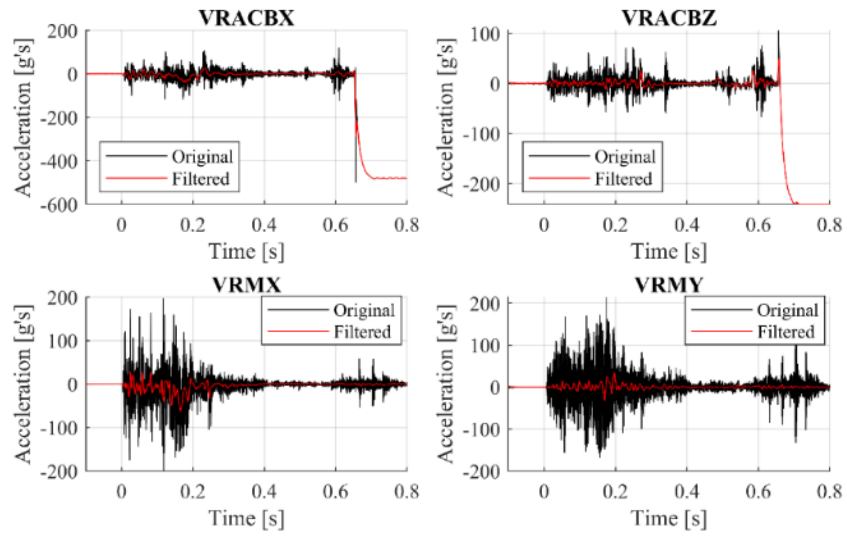 VRACBX
Acceleration [g's]
200
0
-200
-400
-600
Original
Filtered
0
0.2
0.4
0.6
0.8
Time [s]
VRACBZ
Acceleration [g's]
100
0
-100
-200
Original
Filtered
0
0.2
0.4
0.6
0.8
Time [s]
VRMX
Acceleration [g's]
200
100
0
-100
-200
Original
Filtered
0
0.2
0.4
0.6
0.8
Time [s]
VRMY
Acceleration [g's]
200
100
0
-100
-200
Original
Filtered
0
0.2
0.4
0.6
0.8
Time [s]